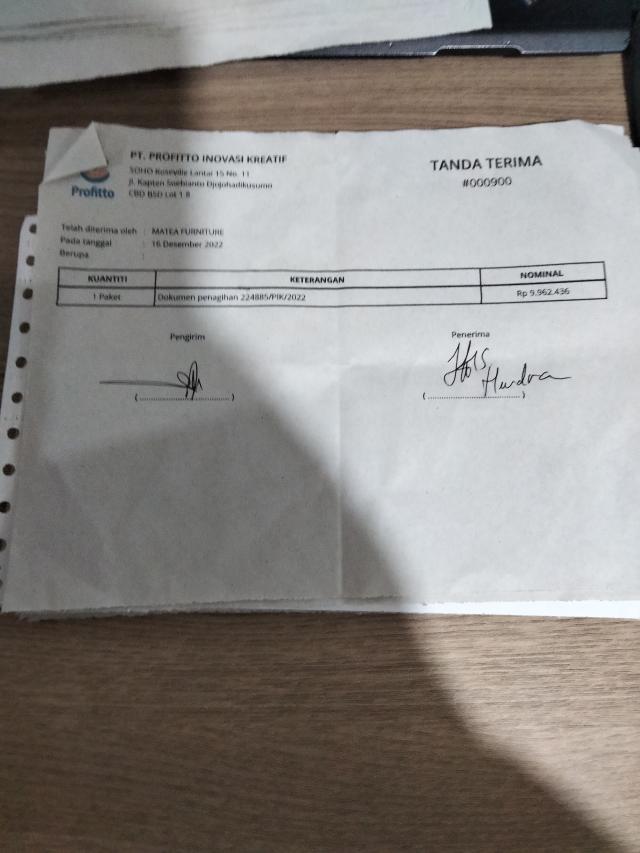 PT. PROFITTO INOVASI KREATIF
SOHO Roseville Lantai 15 No. 11
Jl. Kapten Soebianto Djojohadikusumo
CBD BSD Lot 1 8
Profitto
TANDA TERIMA
#000900
Telah diterima oleh : MATEA FURNITURE
Pada tanggal : 16 Desember 2022
Berupa :
KUANTITI KETERANGAN NOMINAL
1 Paket Dokumen penagihan 224885/PIK/2022 Rp 9.962.436
Pengirim Penerima
Hendra
(..............................) (..............................)